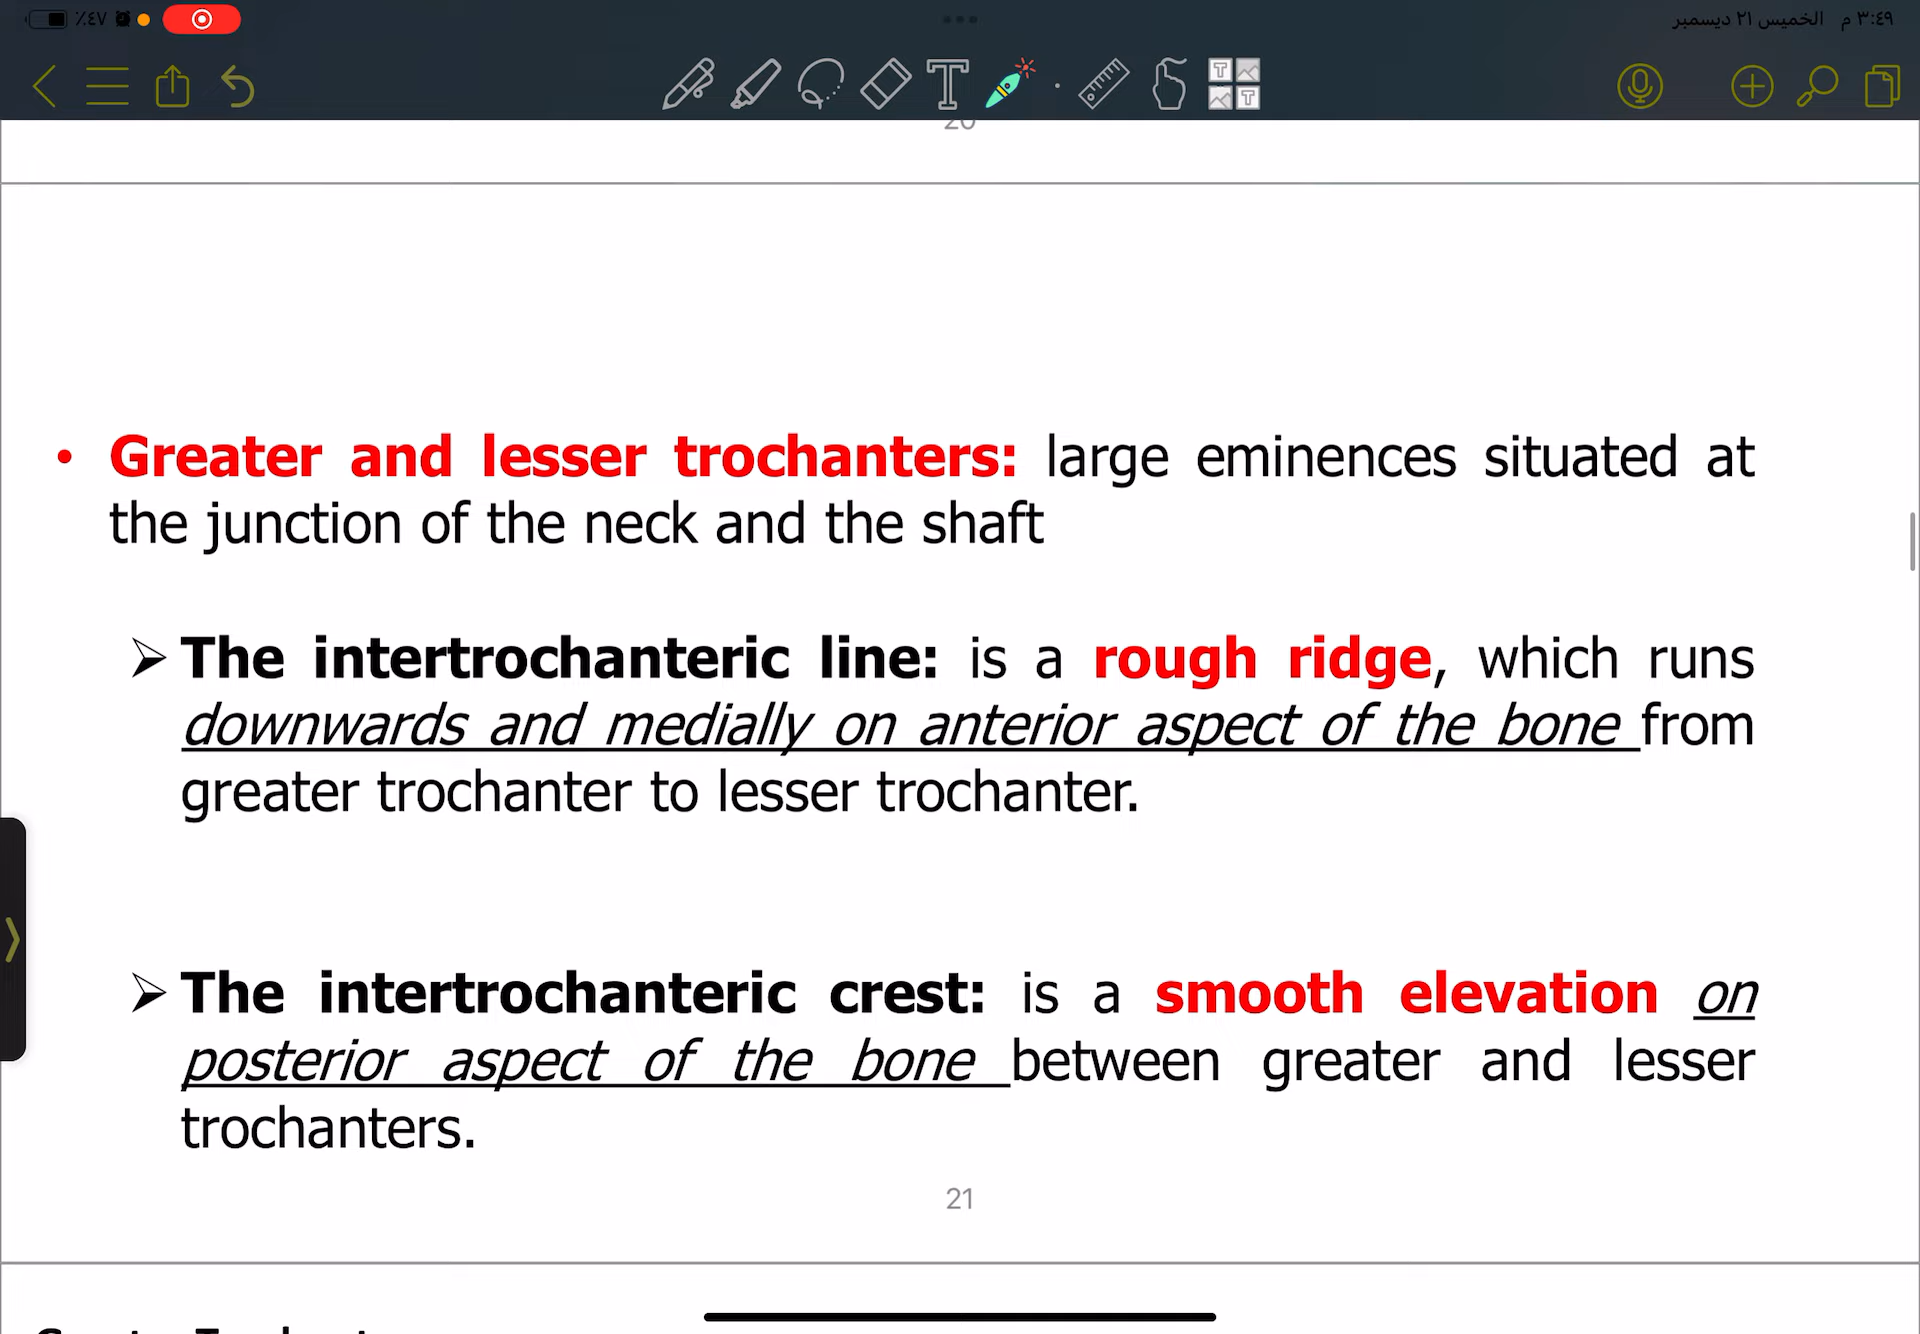 ٪٤٧
٣:٤٩ م الخميس ٢١ ديسمبر
20
• Greater and lesser trochanters: large eminences situated at
the junction of the neck and the shaft
➢ The intertrochanteric line: is a rough ridge, which runs
downwards and medially on anterior aspect of the bone from
greater trochanter to lesser trochanter.
➢ The intertrochanteric crest: is a smooth elevation on
posterior aspect of the bone between greater and lesser
trochanters.
21